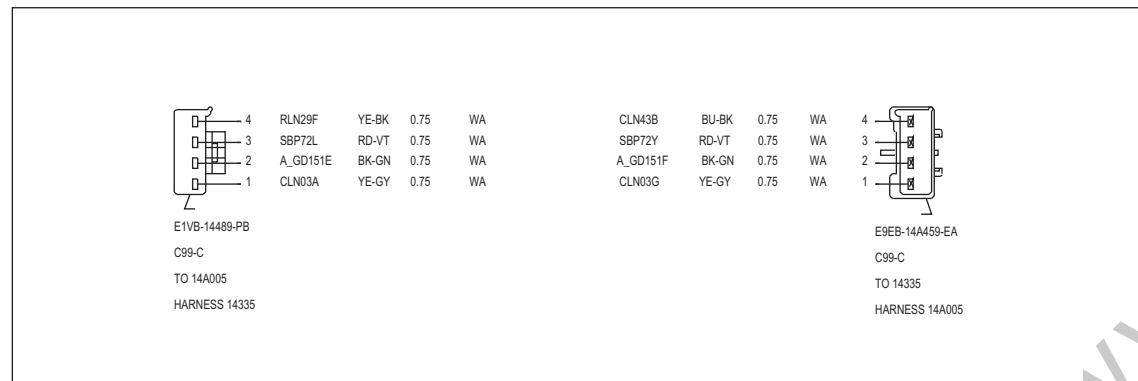 4 RLN29F YE-BK 0.75 WA
3 SBP72L RD-VT 0.75 WA
2 A_GD151E BK-GN 0.75 WA
1 CLN03A YE-GY 0.75 WA
E1VB-14489-PB
C99-C
TO 14A005
HARNESS 14335
CLN43B BU-BK 0.75 WA 4
SBP72Y RD-VT 0.75 WA 3
A_GD151F BK-GN 0.75 WA 2
CLN03G YE-GY 0.75 WA 1
E9EB-14A459-EA
C99-C
TO 14335
HARNESS 14A005